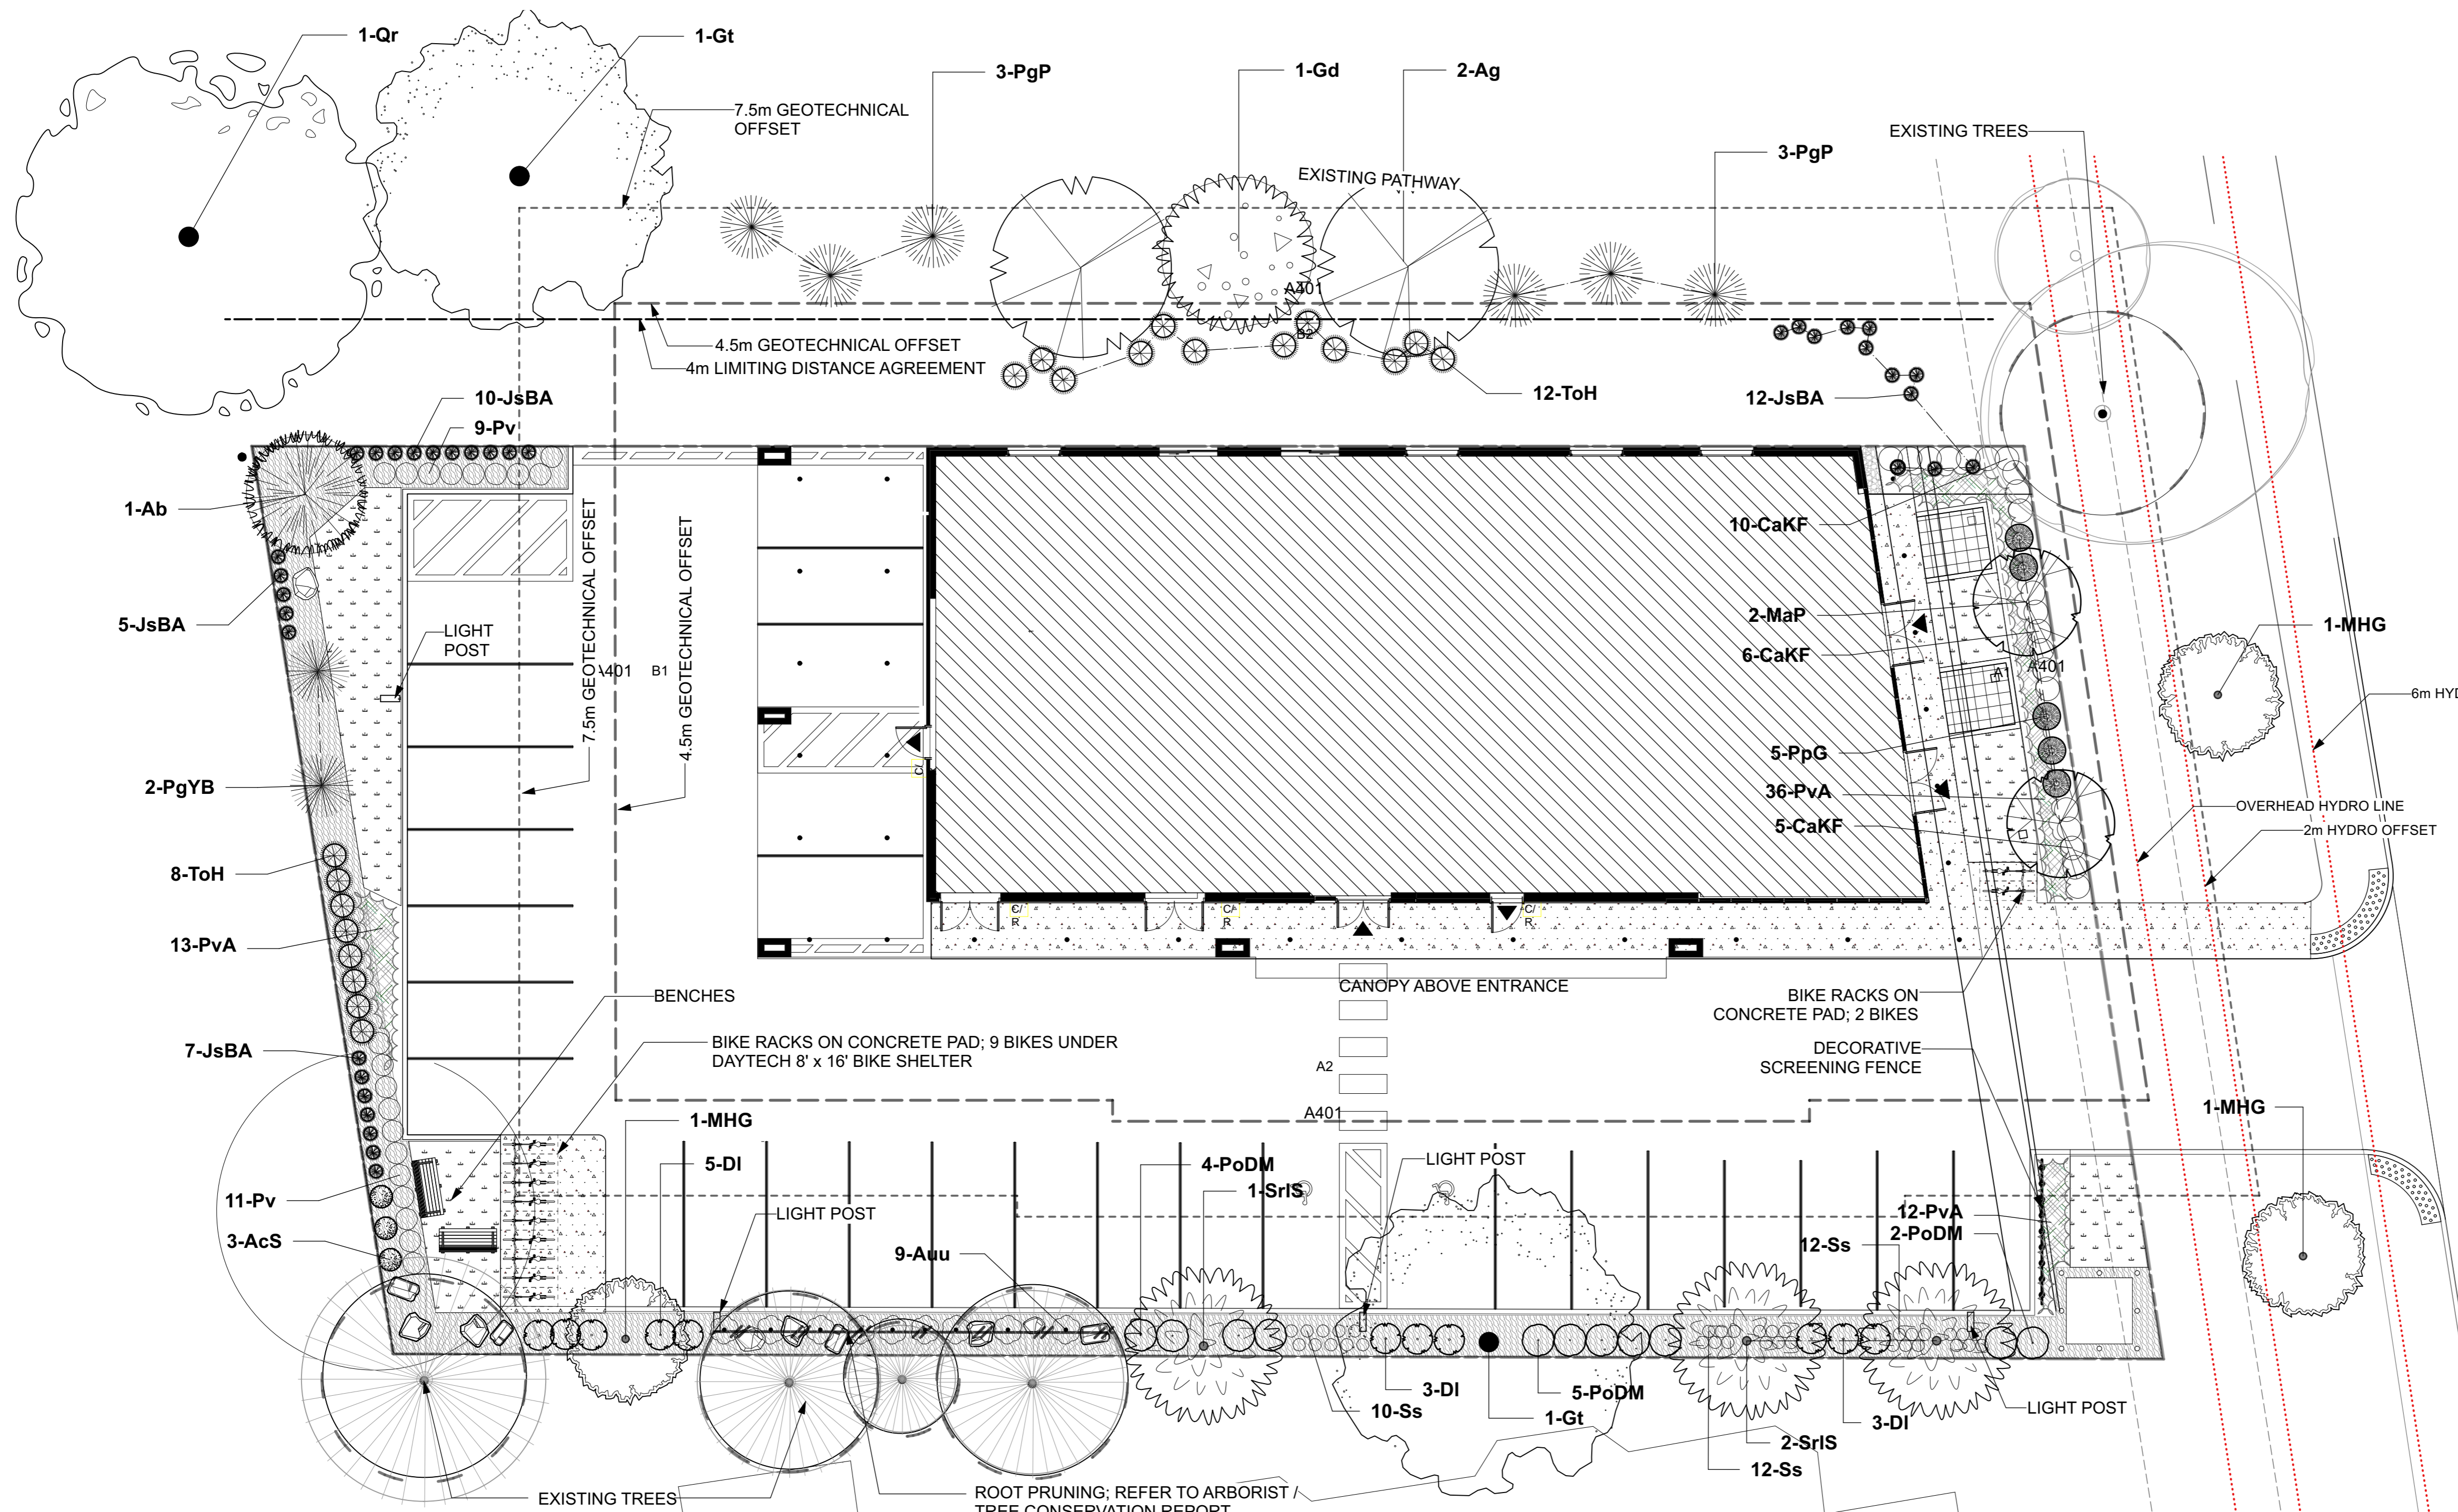 1-Qr
1-Gt
3-PgP
1-Gd
2-Ag
7.5m GEOTECHNICAL
OFFSET
EXISTING TREES
3-PgP
EXISTING PATHWAY
A401
B2
4.5m GEOTECHNICAL OFFSET
4m LIMITING DISTANCE AGREEMENT
12-ToH
12-JsBA
10-JsBA
9-Pv
1-Ab
10-CaKF
5-JsBA
LIGHT
POST
7.5m GEOTECHNICAL OFFSET
4.5m GEOTECHNICAL OFFSET
A401
B1
2-MaP
6-CaKF
A401
A1
1-MHG
6m HYD
5-PpG
2-PgYB
36-PvA
5-CaKF
OVERHEAD HYDRO LINE
2m HYDRO OFFSET
C/
8-ToH
C/
R
C/
R
C/
R
13-PvA
CANOPY ABOVE ENTRANCE
BENCHES
BIKE RACKS ON
CONCRETE PAD; 2 BIKES
BIKE RACKS ON CONCRETE PAD; 9 BIKES UNDER
DAYTECH 8' x 16' BIKE SHELTER
7-JsBA
DECORATIVE
SCREENING FENCE
A2
A401
1-MHG
1-MHG
5-DI
4-PoDM
1-SrIS
LIGHT POST
11-Pv
LIGHT POST
12-PvA
2-PoDM
3-AcS
9-Auu
12-Ss
3-DI
5-PoDM
10-Ss
1-Gt
3-DI
LIGHT POST
2-SrIS
12-Ss
EXISTING TREES
ROOT PRUNING; REFER TO ARBORIST /
TREE CONSERVATION REPORT